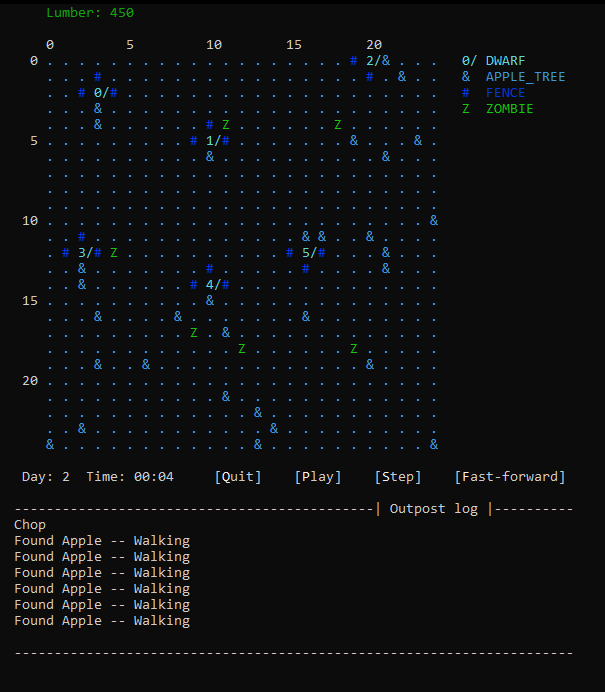 Lumber: 450
0 5 10 15 20
0 . . . . . . . . . . . . . . . . . . . # 2/& . . . 0/ DWARF
. . . # . . . . . . . . . . . . . . . . # . & . . & APPLE_TREE
. . # 0/# . . . . . . . . . . . . . . . . . . . . # FENCE
. . . & . . . . . . . . . . . . . . . . . . . . . Z ZOMBIE
. . . & . . . . . . # Z . . . . . . Z . . . . . .
5 . . . . . . . . . # 1/# . . . . . . . & . . . & .
. . . . . . . . . . & . . . . . . . . . . & . . .
. . . . . . . . . . . . . . . . . . . . . . . . .
. . . . . . . . . . . . . . . . . . . . . . . . .
. . . . . . . . . . . . . . . . . . . . . . . . .
10 . . . . . . . . . . . . . . . . . . . . . . . . &
. . # . . . . . . . . . . . . . & & . . & . . . .
. # 3/# Z . . . . . . . . . . # 5/# . . . & . . .
. . & . . . . . . . # . . . . . # . . . . & . . .
. . & . . . . . . # 4/# . . . . . . . . . . . . .
15 . . . . . . . . . . & . . . . . . . . . . . . . .
. . . & . . . . & . . . . . . . & . . . . . . . .
. . . . . . . . . Z . & . . . . . . . . . . . . .
. . . . . . . . . . . . Z . . . . . . Z . . . . .
. . . & . . & . . . . . . . . . . . . . & . . . .
20 . . . . . . . . . . . . . . . . . . . . . . . . .
. . . . . . . . . . . & . . . . . . . . . . . . .
. . . . . . . . . . . . . & . . . . . . . . . . .
. . & . . . . . . . . . . . & . . . . . . . . . .
& . . . . . . . . . . . . & . . . . . . . . . . &
Day: 2 Time: 00:04 [Quit] [Play] [Step] [Fast-forward]
---------------------------------------------| Outpost log |----------
Chop
Found Apple -- Walking
Found Apple -- Walking
Found Apple -- Walking
Found Apple -- Walking
Found Apple -- Walking
Found Apple -- Walking
----------------------------------------------------------------------